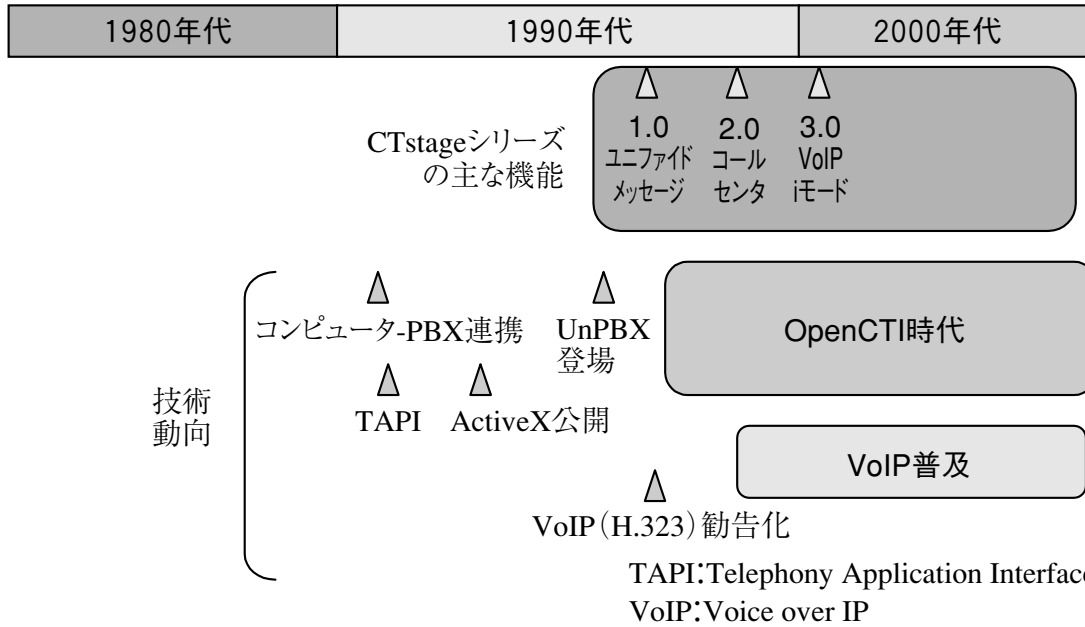 1980年代 1990年代 2000年代
CTstageシリーズ
の主な機能
1.0 2.0 3.0
ユニファイド コール VoIP
メッセージ センタ iモード
コンピュータ-PBX連携 UnPBX
登場
OpenCTI時代
技術
動向
TAPI ActiveX公開
VoIP普及
VoIP(H.323)勧告化
TAPI:Telephony Application Interface
VoIP:Voice over IP